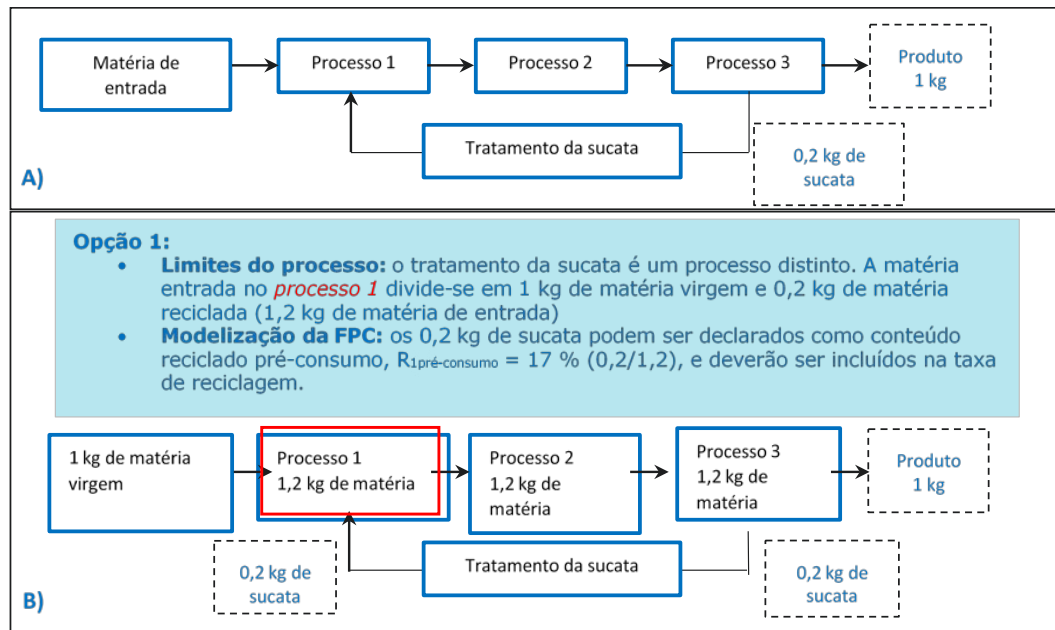 Matéria de
entrada
Processo 1
Processo 2
Processo 3
Produto
1 kg
Tratamento da sucata
0,2 kg de
sucata
A)
Opção 1:
• Limites do processo: o tratamento da sucata é um processo distinto. A matéria
entrada no processo 1 divide-se em 1 kg de matéria virgem e 0,2 kg de matéria
reciclada (1,2 kg de matéria de entrada)
• Modelização da FPC: os 0,2 kg de sucata podem ser declarados como conteúdo
reciclado pré-consumo, R1pré-consumo = 17 % (0,2/1,2), e deverão ser incluídos na taxa
de reciclagem.
1 kg de matéria
virgem
Processo 1
1,2 kg de matéria
Processo 2
1,2 kg de
matéria
Processo 3
1,2 kg de
matéria
Produto
1 kg
0,2 kg de
sucata
Tratamento da sucata
0,2 kg de
sucata
B)